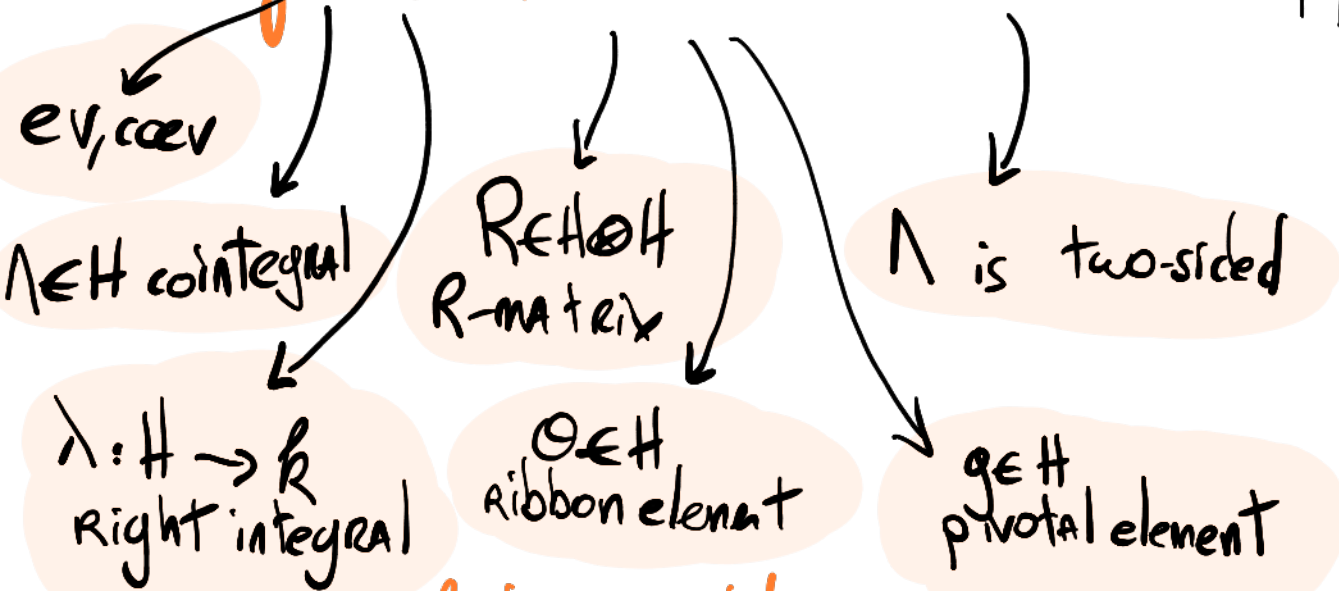 ev, coev
Λ∈H cointegral
λ: H → k
Right integral
R∈H⊗H
R-matrix
θ∈H
Ribbon element
Λ is two-sided
g∈H
pivotal element